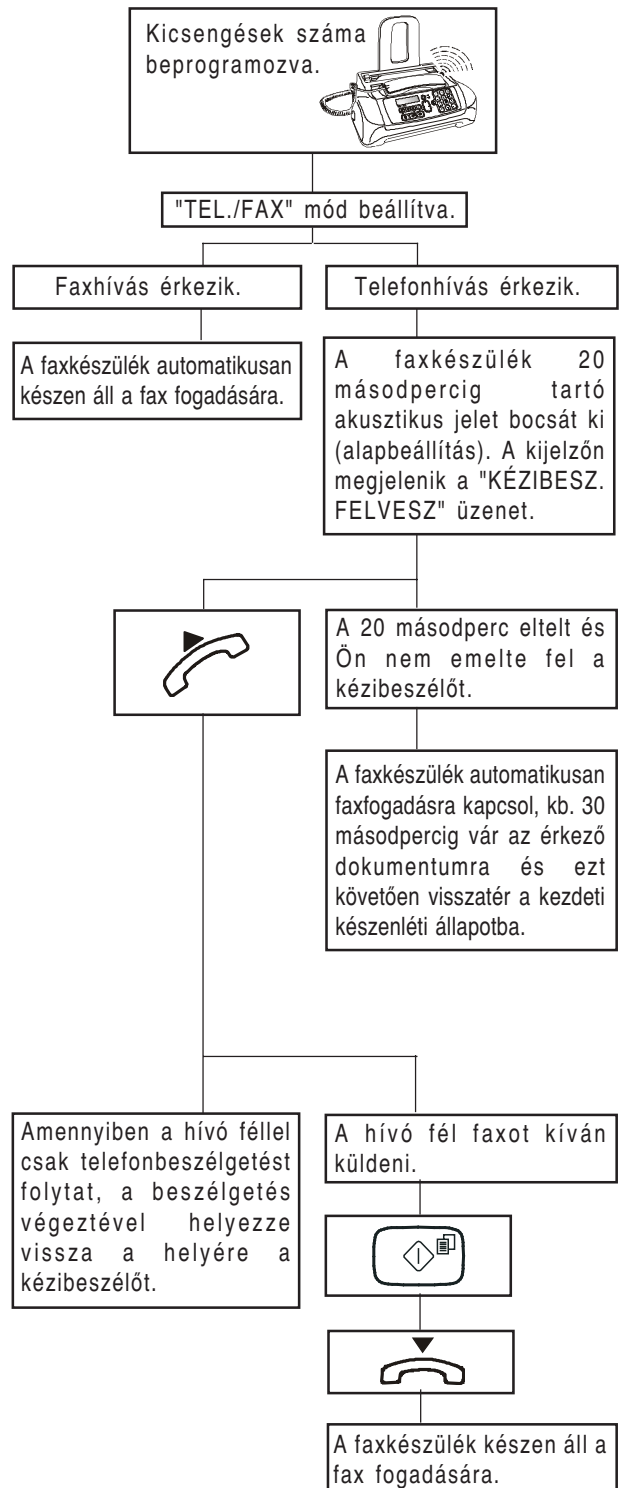 Kicsengések száma
beprogramozva.
"TEL./FAX" mód beállítva.
Faxhívás érkezik.
Telefonhívás érkezik.
A faxkészülék automatikusan
készen áll a fax fogadására.
A faxkészülék 20
másodpercig tartó
akusztikus jelet bocsát ki
(alapbeállítás). A kijelzőn
megjelenik a "KÉZIBESZ.
FELVESZ" üzenet.
A 20 másodperc eltelt és
Ön nem emelte fel a
kézibeszélőt.
A faxkészülék automatikusan
faxfogadásra kapcsol, kb. 30
másodpercig vár az érkező
dokumentumra és ezt
követően visszatér a kezdeti
készenléti állapotba.
Amennyiben a hívó féllel
csak telefonbeszélgetést
folytat, a beszélgetés
végeztével helyezze
vissza a helyére a
kézibeszélőt.
A hívó fél faxot kíván
küldeni.
A faxkészülék készen áll a
fax fogadására.